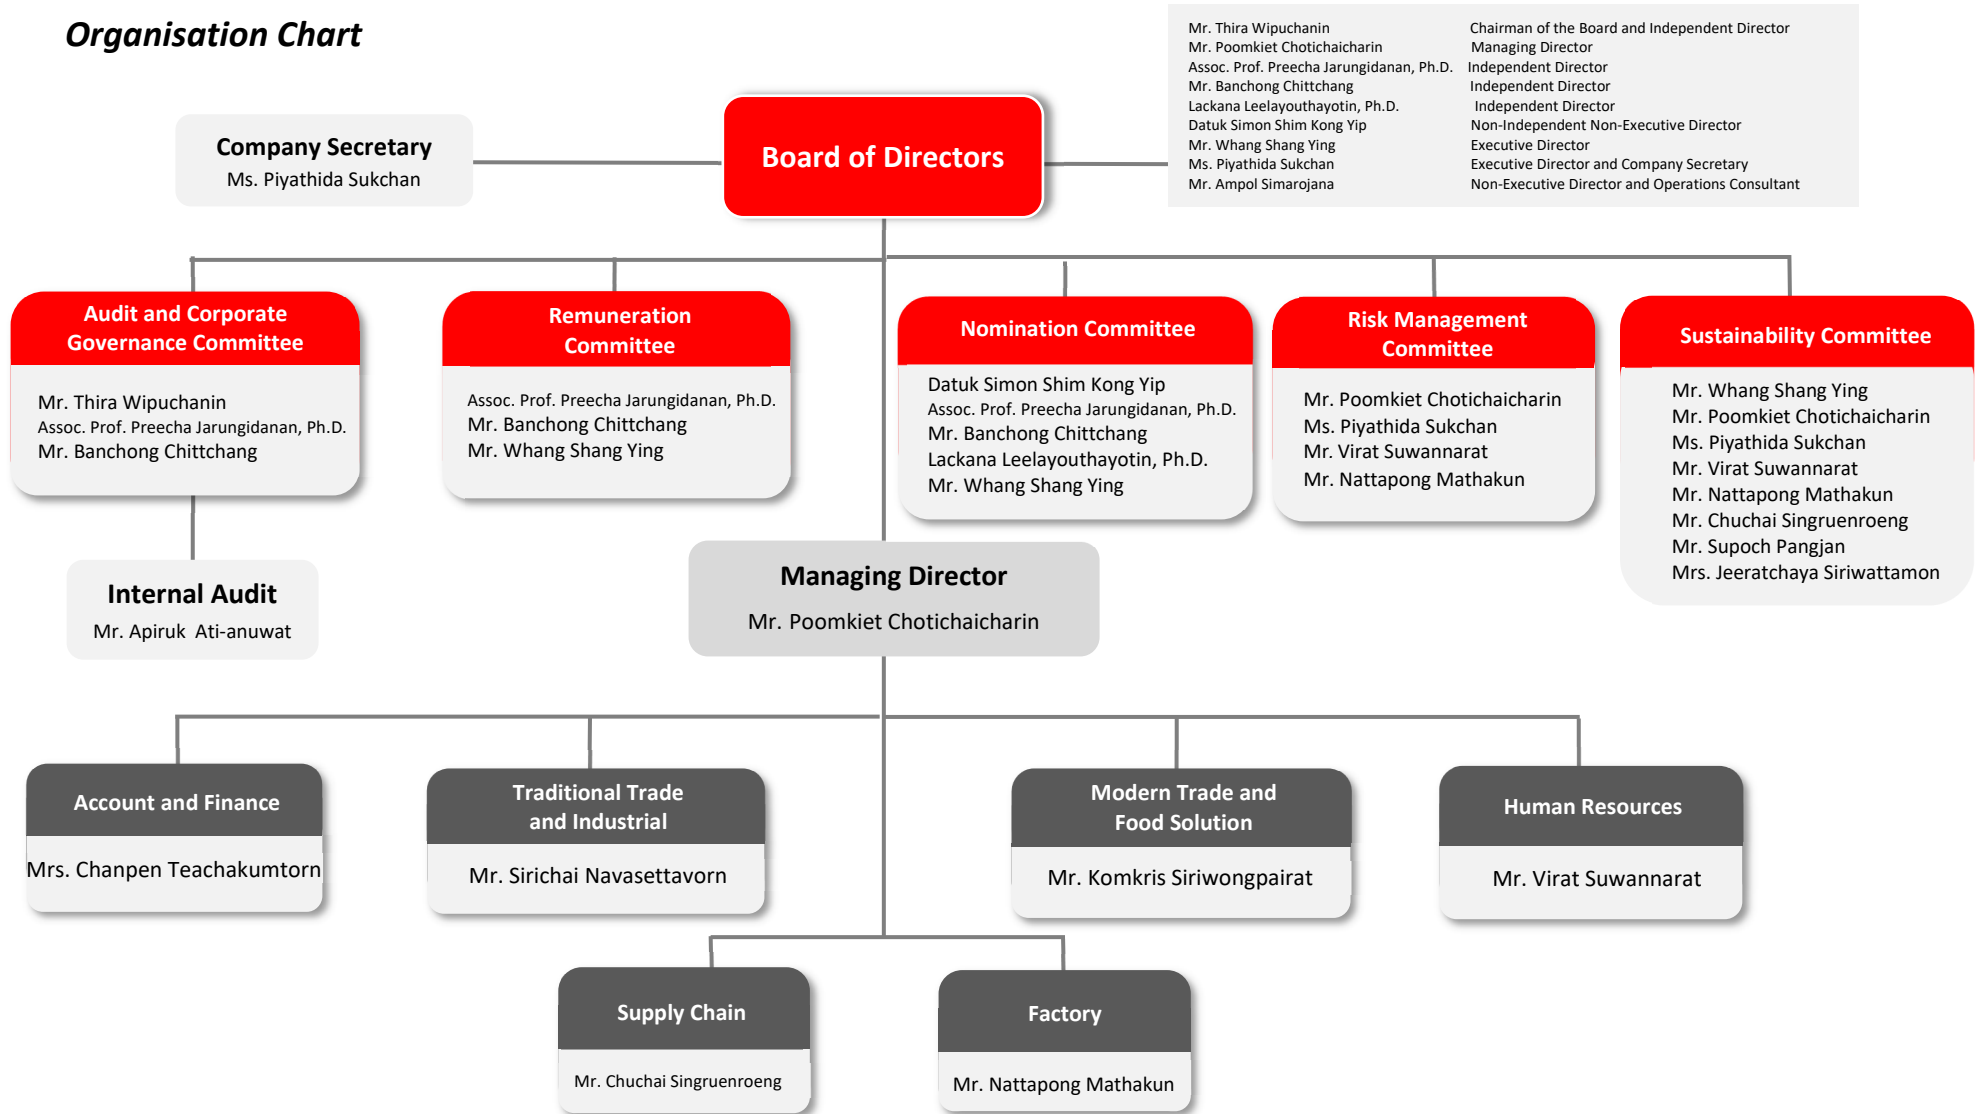 Organisation Chart
Mr. Thira Wipuchanin Chairman of the Board and Independent Director
Mr. Poomkiet Chotichaicharin Managing Director
Assoc. Prof. Preecha Jarungidanan, Ph.D. Independent Director
Mr. Banchong Chittchang Independent Director
Lackana Leelayouthayotin, Ph.D. Independent Director
Datuk Simon Shim Kong Yip Non-Independent Non-Executive Director
Mr. Whang Shang Ying Executive Director
Ms. Piyathida Sukchan Executive Director and Company Secretary
Mr. Ampol Simarojana Non-Executive Director and Operations Consultant
Company Secretary
Ms. Piyathida Sukchan
Board of Directors
Audit and Corporate
Governance Committee
Mr. Thira Wipuchanin
Assoc. Prof. Preecha Jarungidanan, Ph.D.
Mr. Banchong Chittchang
Remuneration
Committee
Assoc. Prof. Preecha Jarungidanan, Ph.D.
Mr. Banchong Chittchang
Mr. Whang Shang Ying
Nomination Committee
Datuk Simon Shim Kong Yip
Assoc. Prof. Preecha Jarungidanan, Ph.D.
Mr. Banchong Chittchang
Lackana Leelayouthayotin, Ph.D.
Mr. Whang Shang Ying
Risk Management
Committee
Mr. Poomkiet Chotichaicharin
Ms. Piyathida Sukchan
Mr. Virat Suwannarat
Mr. Nattapong Mathakun
Sustainability Committee
Mr. Whang Shang Ying
Mr. Poomkiet Chotichaicharin
Ms. Piyathida Sukchan
Mr. Virat Suwannarat
Mr. Nattapong Mathakun
Mr. Chuchai Singruenroeng
Mr. Supoch Pangjan
Mrs. Jeeratchaya Siriwattamon
Internal Audit
Mr. Apiruk Ati-anuwat
Managing Director
Mr. Poomkiet Chotichaicharin
Account and Finance
Mrs. Chanpen Teachakumtorn
Traditional Trade
and Industrial
Mr. Sirichai Navasettavorn
Modern Trade and
Food Solution
Mr. Komkris Siriwongpairat
Human Resources
Mr. Virat Suwannarat
Supply Chain
Mr. Chuchai Singruenroeng
Factory
Mr. Nattapong Mathakun